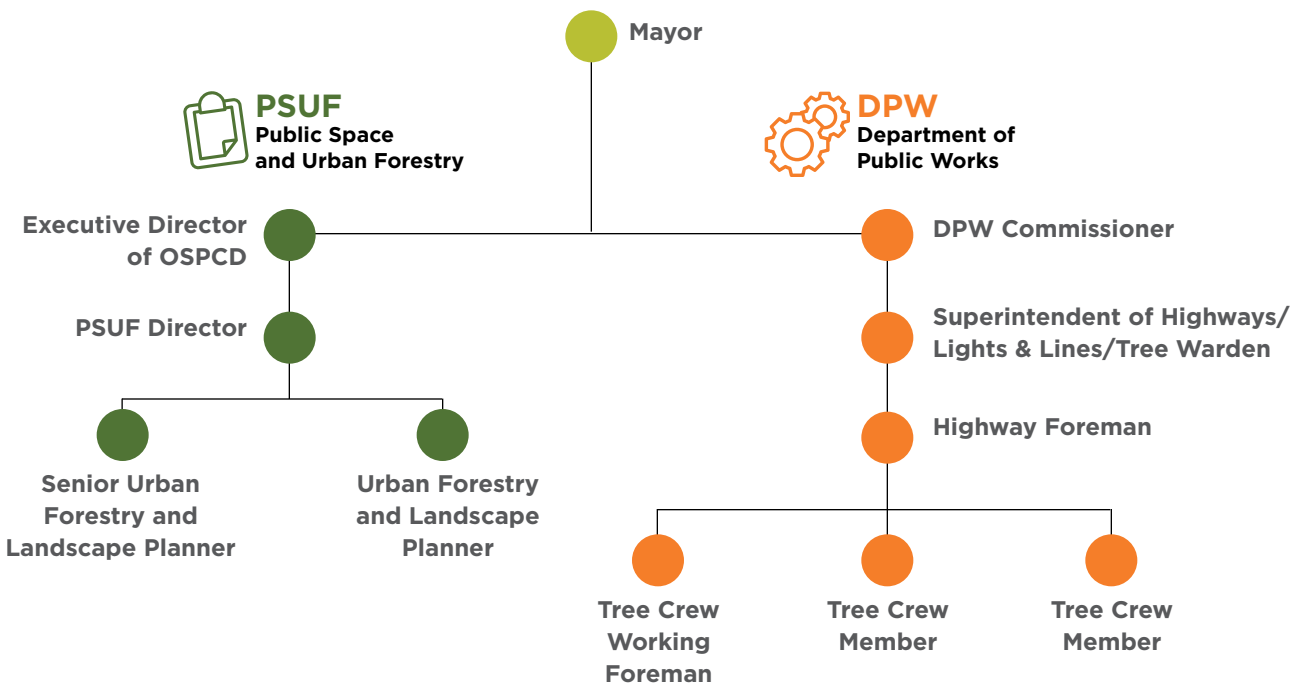 Mayor
PSUF
Public Space
and Urban Forestry
DPW
Department of
Public Works
Executive Director
of OSPCD
DPW Commissioner
PSUF Director
Superintendent of Highways/
Lights & Lines/Tree Warden
Highway Foreman
Senior Urban
Forestry and
Landscape Planner
Urban Forestry
and Landscape
Planner
Tree Crew
Working
Foreman
Tree Crew
Member
Tree Crew
Member